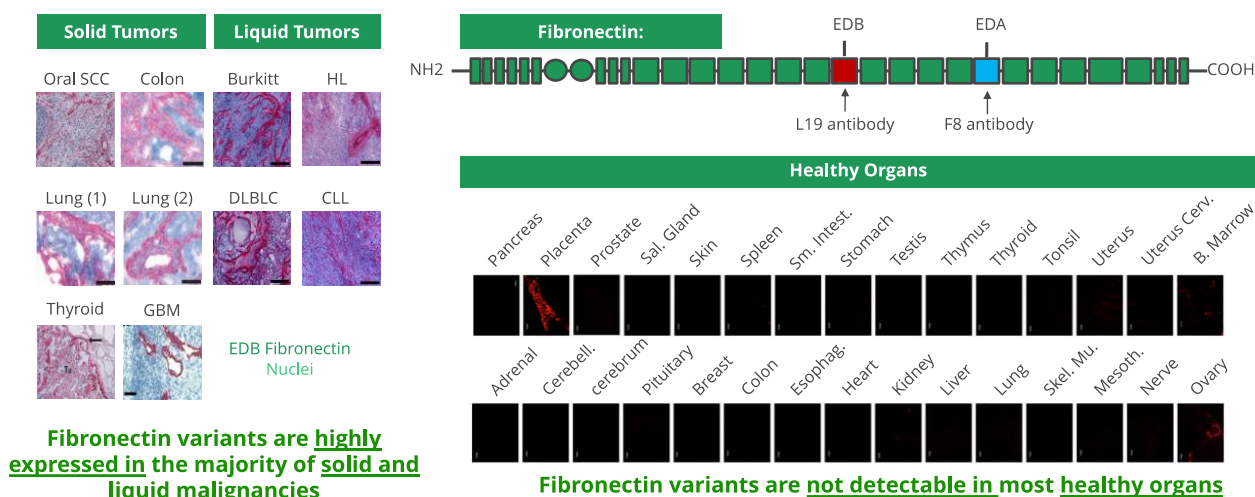 Solid Tumors
Liquid Tumors
Oral SCC
Colon
Burkitt
HL
Lung (1)
Lung (2)
DLBLC
CLL
Thyroid
GBM
Tu
EDB Fibronectin
Nuclei
Fibronectin variants are highly
expressed in the majority of solid and
liquid malignancies
Fibronectin:
EDB
EDA
NH2
COOH
L19 antibody
F8 antibody
Healthy Organs
Pancreas
Placenta
Prostate
Sal. Gland
Skin
Spleen
Sm. Intest.
Stomach
Testis
Thymus
Thyroid
Tonsil
Uterus
Uterus Cerv.
B. Marrow
Adrenal
Cerebell.
cerebrum
Pituitary
Breast
Colon
Esophag.
Heart
Kidney
Liver
Lung
Skel. Mu.
Mesoth.
Nerve
Ovary
Fibronectin variants are not detectable in most healthy organs